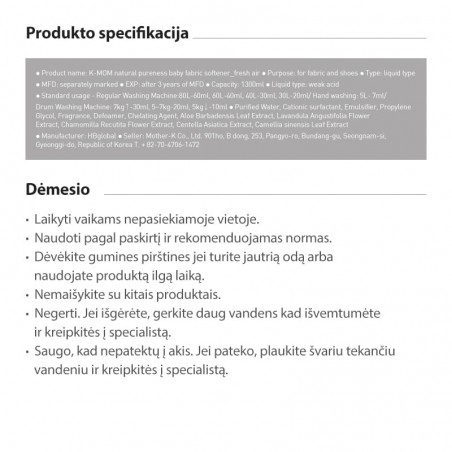 Produkto specifikacija
● Product name: K-MOM natural pureness baby fabric softener_fresh air ● Purpose: for fabric and shoes ● Type: liquid type
● MFD: separately marked ● EXP: after 3 years of MFD ● Capacity: 1300ml ● Liquid type: weak acid
● Standard usage - Regular Washing Machine 80L-60ml, 60L-40ml, 40L-30ml, 30L-20ml/ Hand washing: 5L- 7ml/
Drum Washing Machine: 7kg↑-30ml, 5-7kg-20ml, 5kg↓-10ml ● Purified Water, Cationic surfactant, Emulsifier, Propylene
Glycol, Fragrance, Defoamer, Chelating Agent, Aloe Barbadensis Leaf Extract, Lavandula Angustifolia Flower
Extract, Chamomilla Recutita Flower Extract, Centella Asiatica Extract, Camellia sinensis Leaf Extract
● Manufacturer: HBglobal ● Seller: Mother-K Co., Ltd. 901ho, B dong, 253, Pangyo-ro, Bundang-gu, Seongnam-si,
Gyeonggi-do, Republic of Korea T. + 82-70-4706-1472
Dėmesio
• Laikyti vaikams nepasiekiamoje vietoje.
• Naudoti pagal paskirtį ir rekomenduojamas normas.
• Dėvėkite gumines pirštines jei turite jautrią odą arba
naudojate produktą ilgą laiką.
• Nemaišykite su kitais produktais.
• Negerti. Jei išgėrėte, gerkite daug vandens kad išvemtumėte
ir kreipkitės į specialistą.
• Saugo, kad nepatektų į akis. Jei pateko, plaukite švariu tekančiu
vandeniu ir kreipkitės į specialistą.